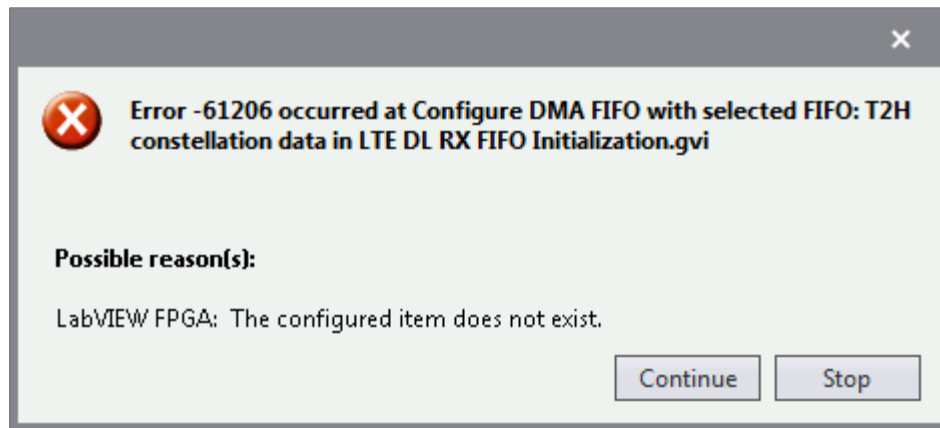 Error -61206 occurred at Configure DMA FIFO with selected FIFO: T2H
constellation data in LTE DL RX FIFO Initialization.gvi
Possible reason(s):
LabVIEW FPGA:  The configured item does not exist.
Continue
Stop